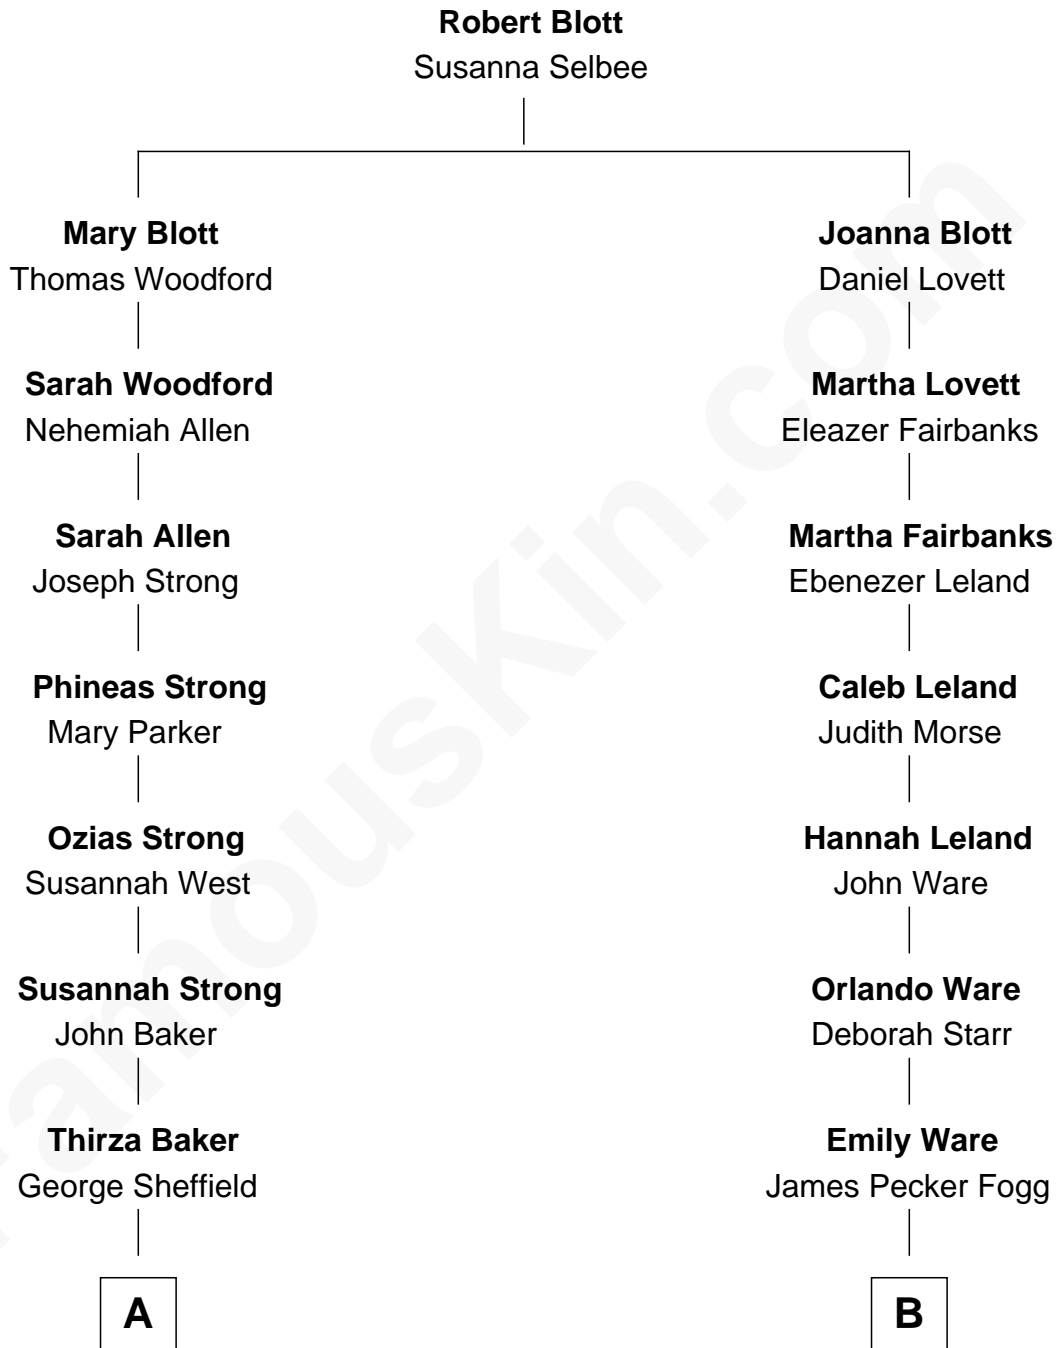 Robert Blott
Susanna Selbee
Mary Blott
Thomas Woodford
Sarah Woodford
Nehemiah Allen
Sarah Allen
Joseph Strong
Phineas Strong
Mary Parker
Ozias Strong
Susannah West
Susannah Strong
John Baker
Thirza Baker
George Sheffield
A
Joanna Blott
Daniel Lovett
Martha Lovett
Eleazer Fairbanks
Martha Fairbanks
Ebenezer Leland
Caleb Leland
Judith Morse
Hannah Leland
John Ware
Orlando Ware
Deborah Starr
Emily Ware
James Pecker Fogg
B
FamousKin.com